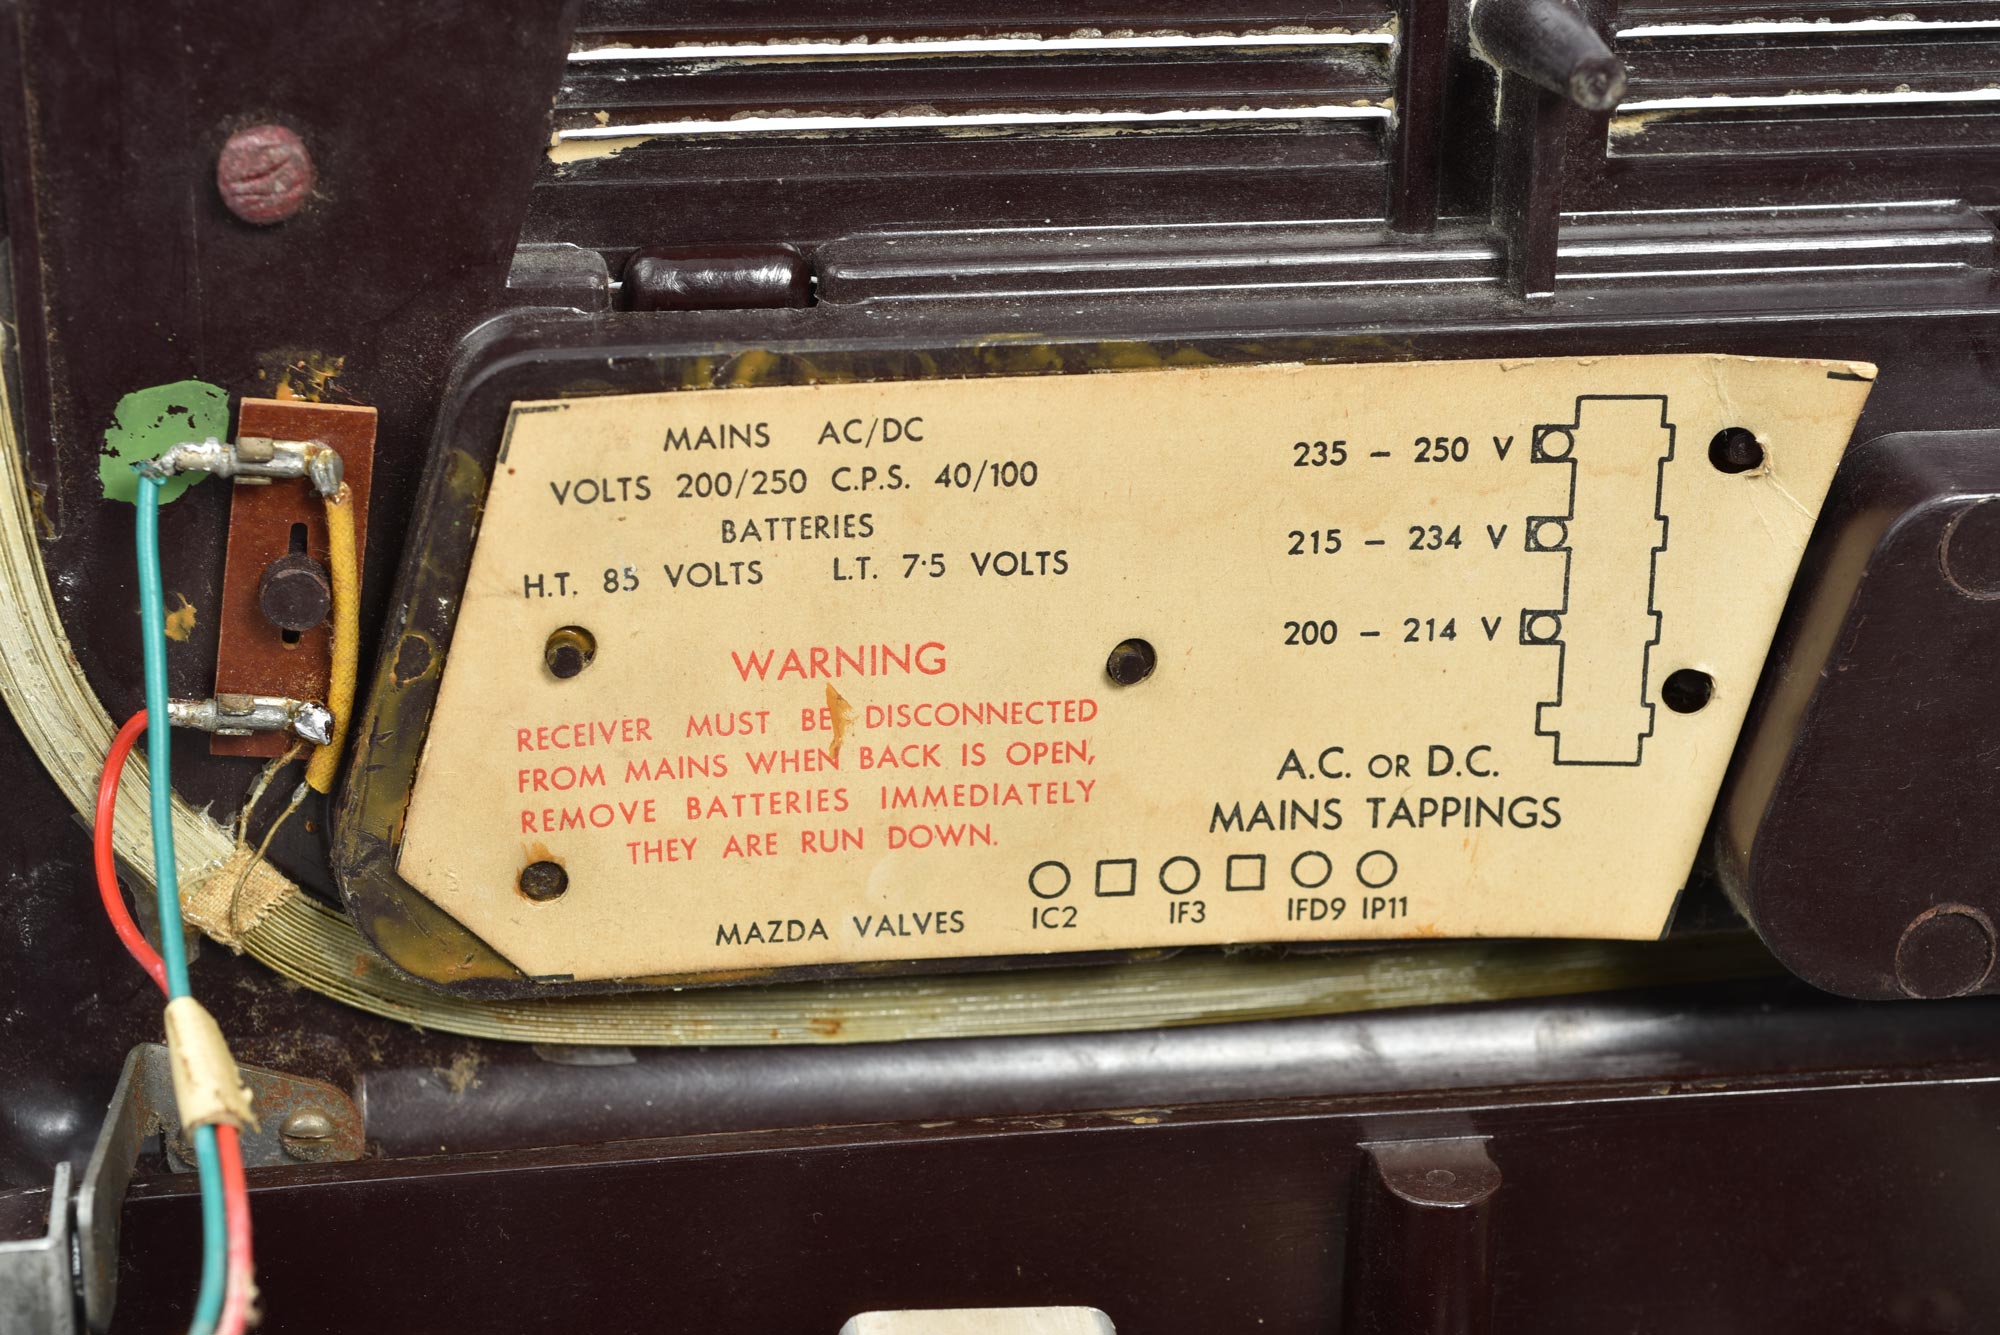 MAINS AC/DC
VOLTS 200/250 C.P.S. 40/100
BATTERIES
H.T. 85 VOLTS L.T. 7·5 VOLTS
WARNING
RECEIVER MUST BE DISCONNECTED
FROM MAINS WHEN BACK IS OPEN,
REMOVE BATTERIES IMMEDIATELY
THEY ARE RUN DOWN.
MAZDA VALVES
IC2 IF3 IFD9 IP11
235 – 250 V
215 – 234 V
200 – 214 V
A.C. OR D.C.
MAINS TAPPINGS